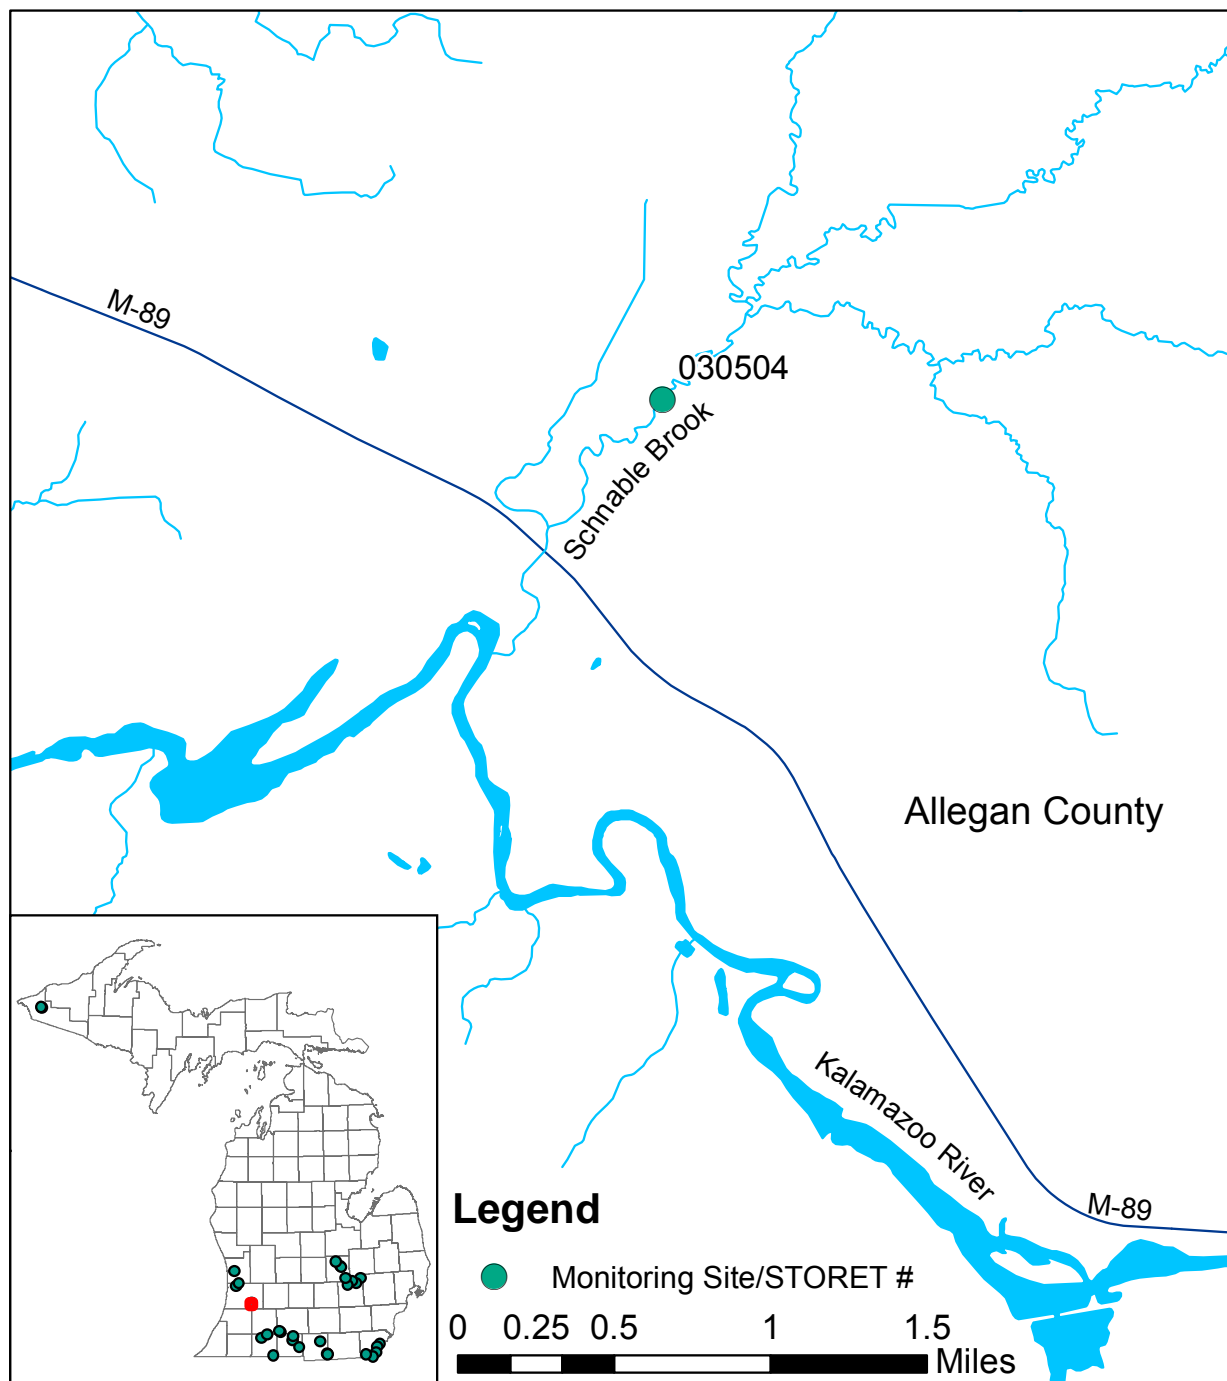 M-89
030504
Schnable Brook
Allegan County
Kalamazoo River
M-89
Legend
Monitoring Site/STORET #
0 0.25 0.5 1 1.5
Miles